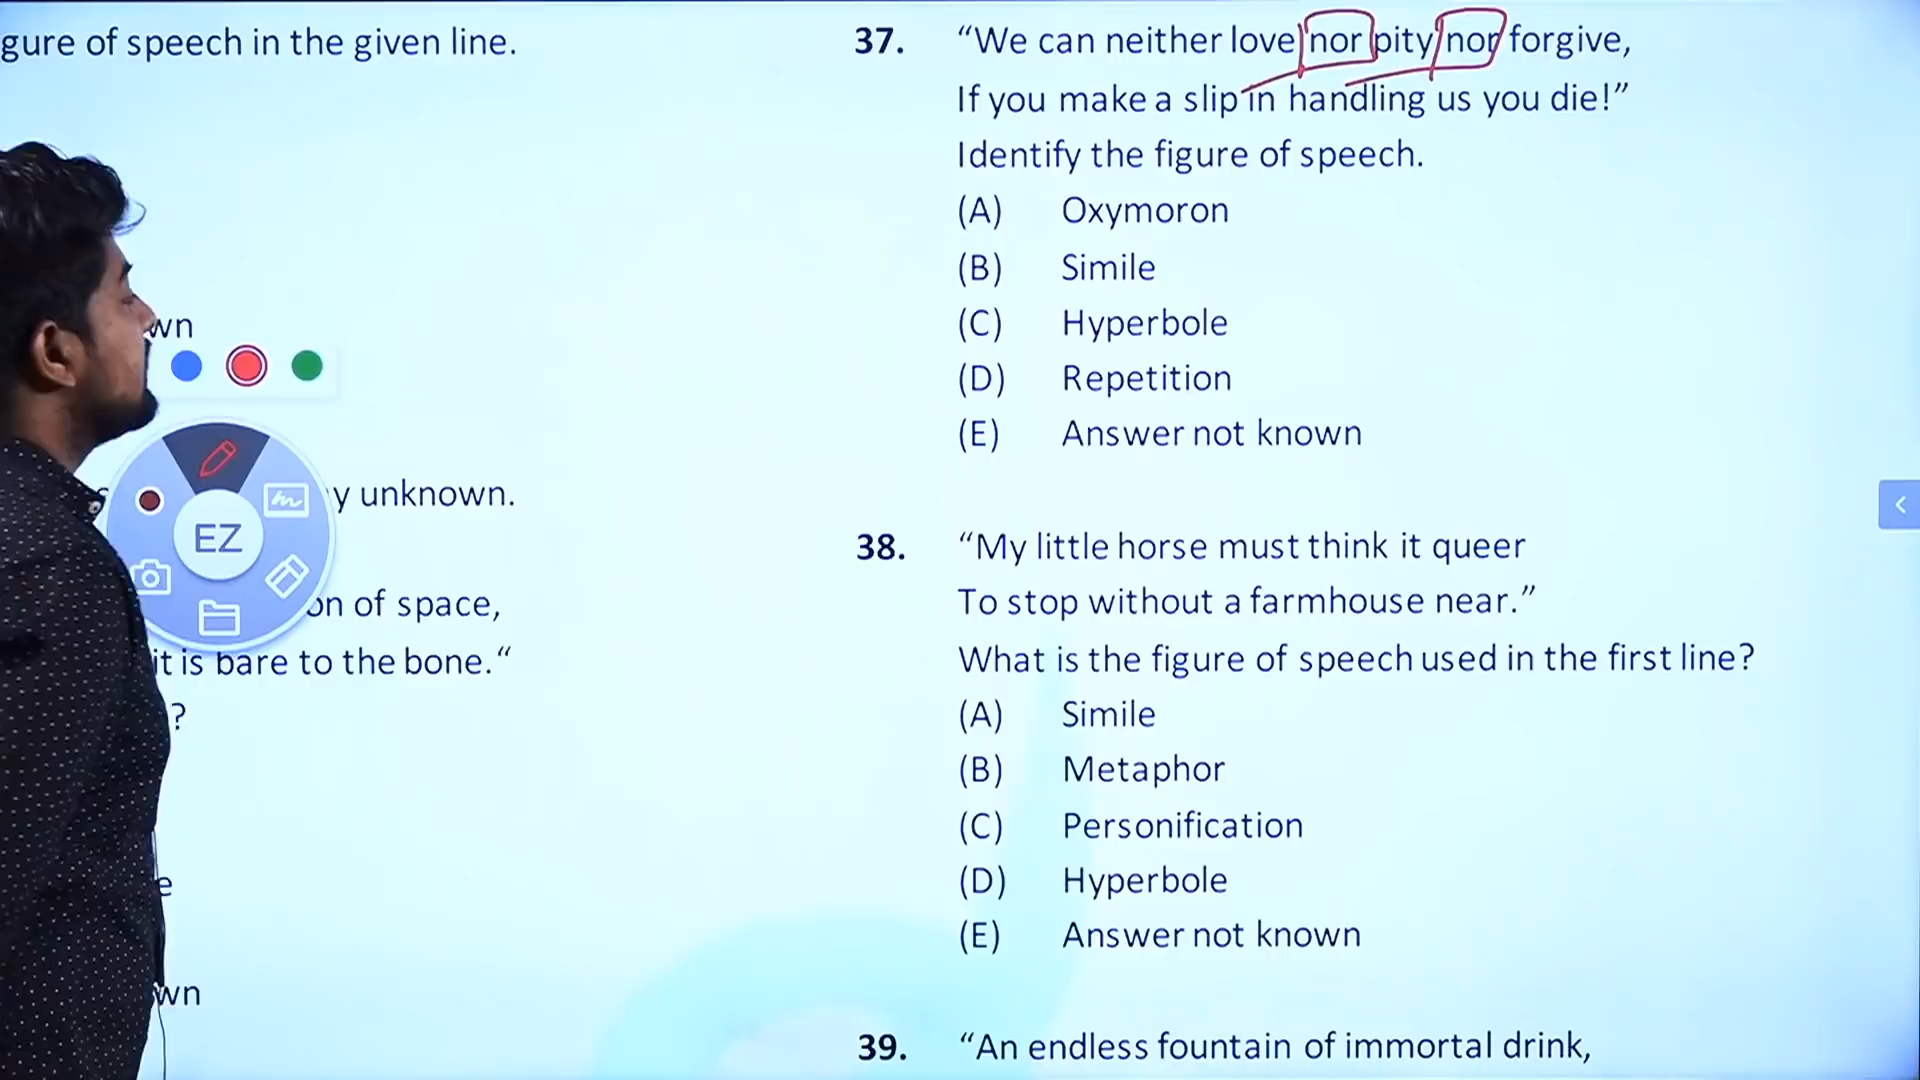 gure of speech in the given line.
wn
y unknown.
on of space,
it is bare to the bone.“
?
e
wn
EZ
37. “We can neither love nor pity nor forgive,
If you make a slip in handling us you die!”
Identify the figure of speech.
(A) Oxymoron
(B) Simile
(C) Hyperbole
(D) Repetition
(E) Answer not known
38. “My little horse must think it queer
To stop without a farmhouse near.”
What is the figure of speech used in the first line?
(A) Simile
(B) Metaphor
(C) Personification
(D) Hyperbole
(E) Answer not known
39. “An endless fountain of immortal drink,